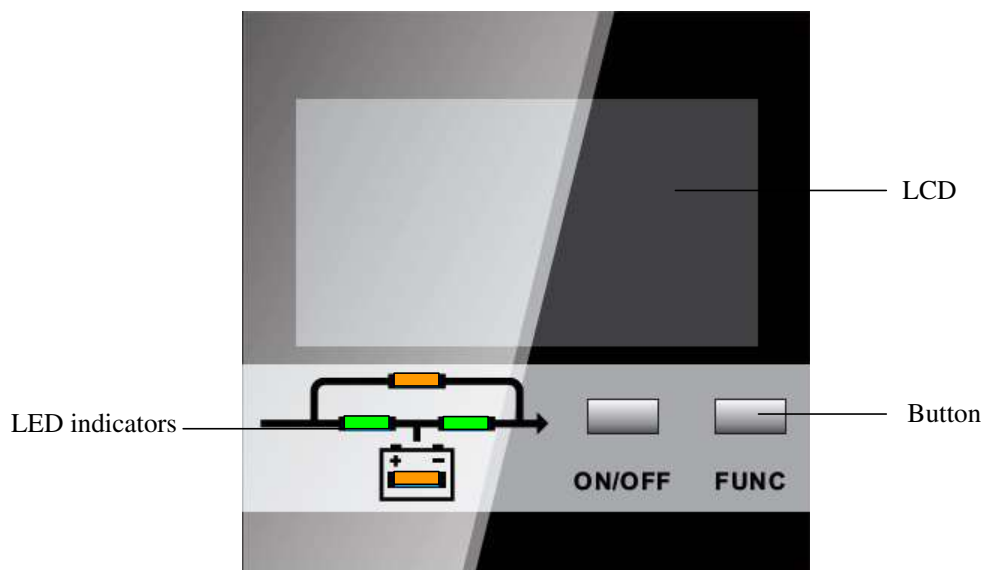 LCD
LED indicators
Button
+ −
ON/OFF FUNC